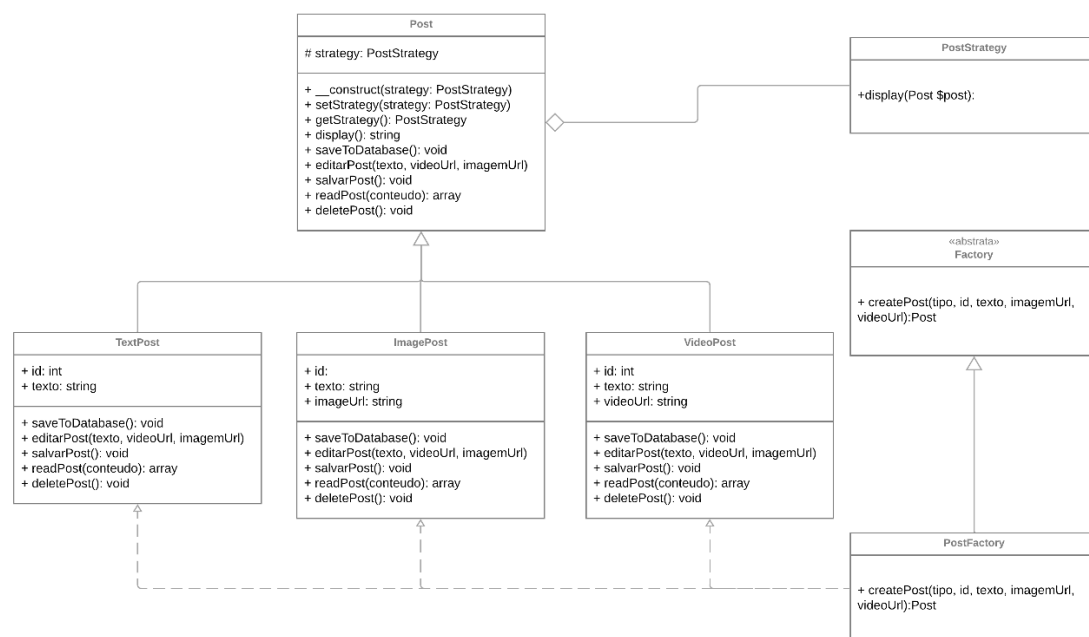 Post
# strategy: PostStrategy
+ __construct(strategy: PostStrategy)
+ setStrategy(strategy: PostStrategy)
+ getStrategy(): PostStrategy
+ display(): string
+ saveToDatabase(): void
+ editarPost(texto, videoUrl, imagemUrl)
+ salvarPost(): void
+ readPost(conteudo): array
+ deletePost(): void
PostStrategy
+display(Post $post):
«abstrata»
Factory
+ createPost(tipo, id, texto, imagemUrl,
videoUrl):Post
TextPost
+ id: int
+ texto: string
+ saveToDatabase(): void
+ editarPost(texto, videoUrl, imagemUrl)
+ salvarPost(): void
+ readPost(conteudo): array
+ deletePost(): void
ImagePost
+ id:
+ texto: string
+ imageUrl: string
+ saveToDatabase(): void
+ editarPost(texto, videoUrl, imagemUrl)
+ salvarPost(): void
+ readPost(conteudo): array
+ deletePost(): void
VideoPost
+ id: int
+ texto: string
+ videoUrl: string
+ saveToDatabase(): void
+ editarPost(texto, videoUrl, imagemUrl)
+ salvarPost(): void
+ readPost(conteudo): array
+ deletePost(): void
PostFactory
+ createPost(tipo, id, texto, imagemUrl,
videoUrl):Post